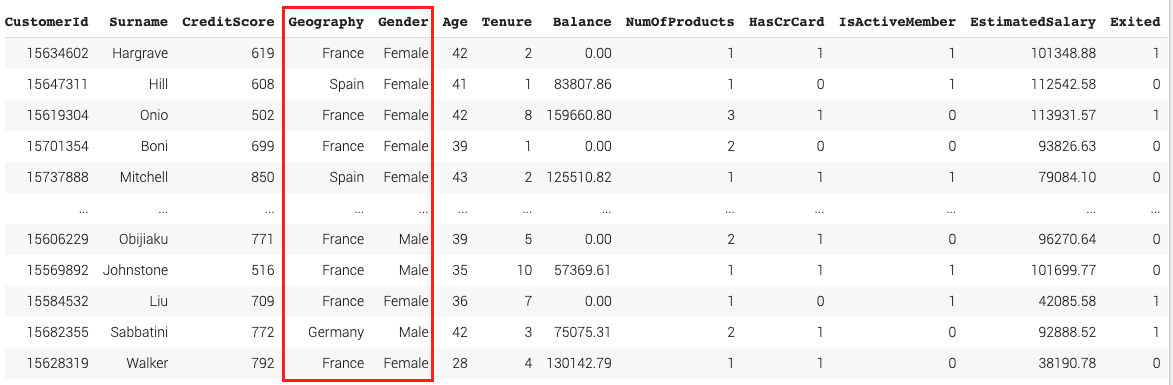 CustomerId Surname CreditScore Geography Gender Age Tenure Balance NumOfProducts HasCrCard IsActiveMember EstimatedSalary Exited
15634602 Hargrave 619 France Female 42 2 0.00 1 1 1 101348.88 1
15647311 Hill 608 Spain Female 41 1 83807.86 1 0 1 112542.58 0
15619304 Onio 502 France Female 42 8 159660.80 3 1 0 113931.57 1
15701354 Boni 699 France Female 39 1 0.00 2 0 0 93826.63 0
15737888 Mitchell 850 Spain Female 43 2 125510.82 1 1 1 79084.10 0
... ... ... ... ... ... ... ... ... ... ... ... ...
15606229 Obijiaku 771 France Male 39 5 0.00 2 1 0 96270.64 0
15569892 Johnstone 516 France Male 35 10 57369.61 1 1 1 101699.77 0
15584532 Liu 709 France Female 36 7 0.00 1 0 1 42085.58 1
15682355 Sabbatini 772 Germany Male 42 3 75075.31 2 1 0 92888.52 1
15628319 Walker 792 France Female 28 4 130142.79 1 1 0 38190.78 0